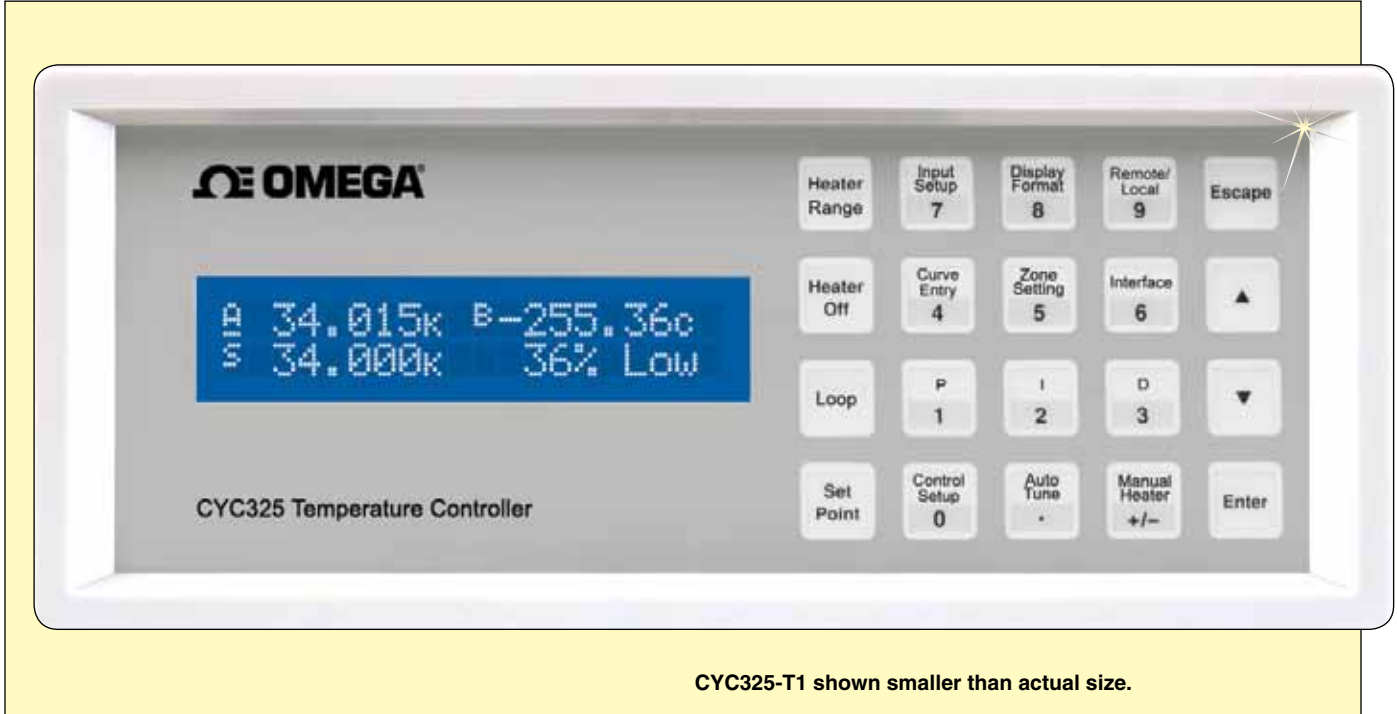 OMEGA®
A 34.015K B-255.36C
S 34.000K 36% Low
CYC325 Temperature Controller
Heater Range
Input Setup 7
Display Format 8
Remote/Local 9
Escape
Heater Off
Curve Entry 4
Zone Setting 5
Interface 6
▲
Loop
P 1
I 2
D 3
▼
Set Point
Control Setup 0
Auto Tune .
Manual Heater +/-
Enter
CYC325-T1 shown smaller than actual size.